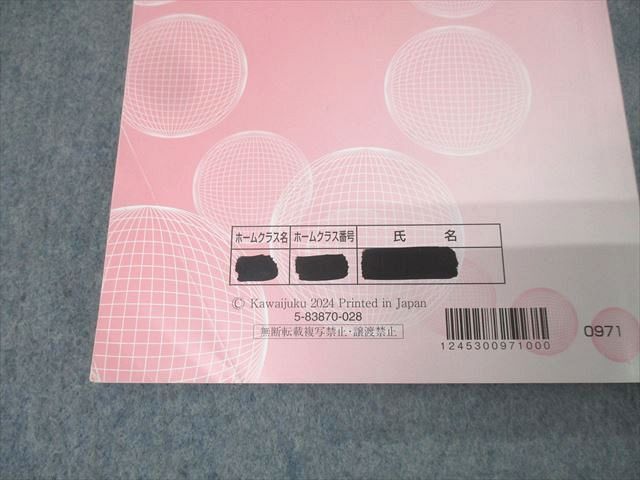 ホームクラス名 ホームクラス番号 氏 名
© Kawaijuku 2024 Printed in Japan
5-83870-028
無断転載複写禁止・譲渡禁止
1245300971000
0971